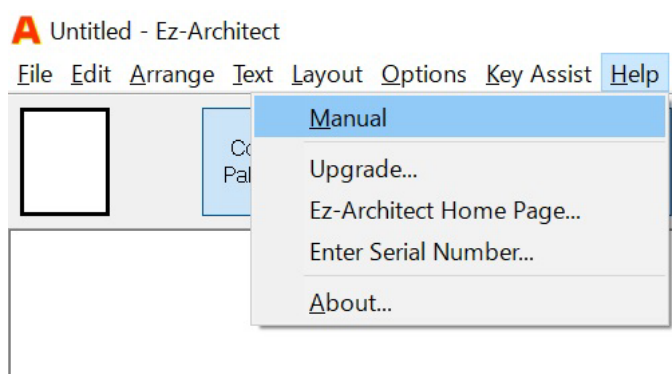 A Untitled - Ez-Architect
File Edit Arrange Text Layout Options Key Assist Help
Manual
Upgrade...
Ez-Architect Home Page...
Enter Serial Number...
About...